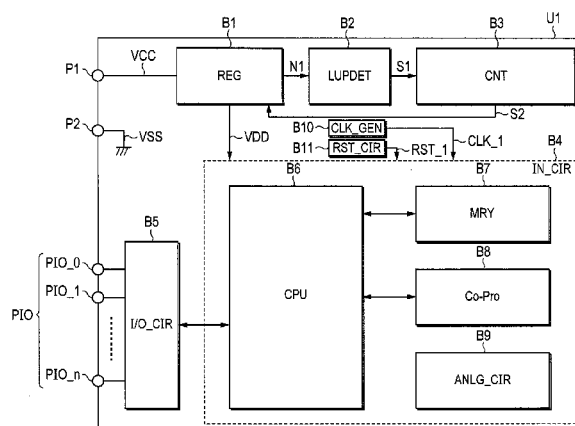 B1
B2
B3
U1
P1
VCC
REG
N1
LUPDET
S1
CNT
P2
VSS
VDD
S2
B10
CLK_GEN
CLK_1
B11
RST_CIR
RST_1
B4
IN_CIR
B6
B7
MRY
B5
B8
PIO_0
PIO_1
PIO
I/O_CIR
CPU
Co-Pro
B9
PIO_n
ANLG_CIR